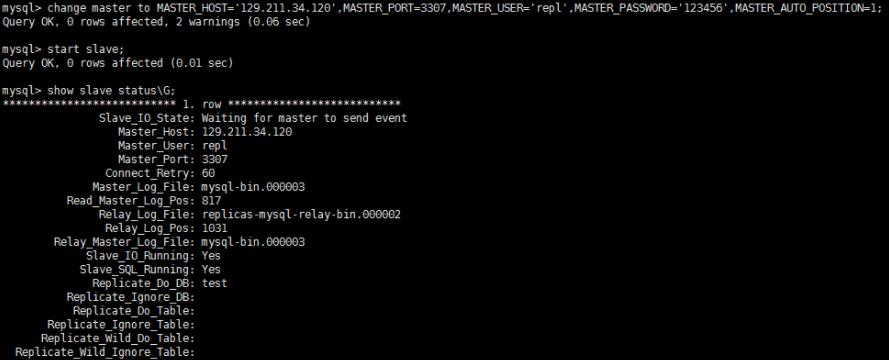 mysql> change master to MASTER_HOST='129.211.34.120',MASTER_PORT=3307,MASTER_USER='repl',MASTER_PASSWORD='123456',MASTER_AUTO_POSITION=1;
Query OK, 0 rows affected, 2 warnings (0.06 sec)
mysql> start slave;
Query OK, 0 rows affected (0.01 sec)
mysql> show slave status\G;
*************************** 1. row ***************************
Slave_IO_State: Waiting for master to send event
Master_Host: 129.211.34.120
Master_User: repl
Master_Port: 3307
Connect_Retry: 60
Master_Log_File: mysql-bin.000003
Read_Master_Log_Pos: 817
Relay_Log_File: replicas-mysql-relay-bin.000002
Relay_Log_Pos: 1031
Relay_Master_Log_File: mysql-bin.000003
Slave_IO_Running: Yes
Slave_SQL_Running: Yes
Replicate_Do_DB: test
Replicate_Ignore_DB:
Replicate_Do_Table:
Replicate_Ignore_Table:
Replicate_Wild_Do_Table:
Replicate_Wild_Ignore_Table: